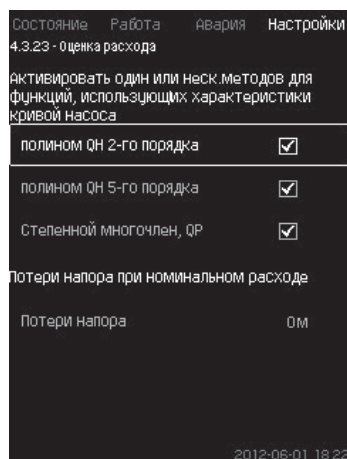 Состояние Работа Авария Настройки
4.3.23 - Оценка расхода
Активировать один или неск.методов для
функций, использующих характеристики
кривой насоса
полином QH 2-го порядка
полином QH 5-го порядка
Степенной многочлен, QP
Потери напора при номинальном расходе
Потери напора 0м
2012-06-01 18:22